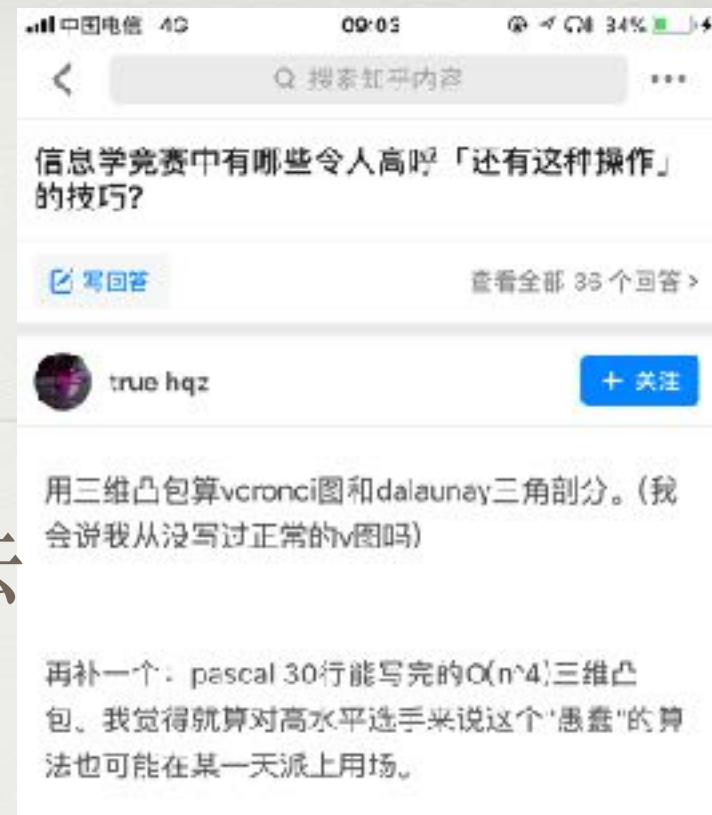 中国电信 4G 09:03 34%
搜索知乎内容
信息学竞赛中有哪些令人高呼「还有这种操作」
的技巧?
写回答 查看全部 36 个回答 >
true hqz + 关注
用三维凸包算voronoi图和dalaunay三角剖分。(我
会说我从没写过正常的v图吗)
再补一个:pascal 30行能写完的O(n^4)三维凸
包、我觉得就算对高水平选手来说这个"愚蠢"的算
法也可能在某一天派上用场。